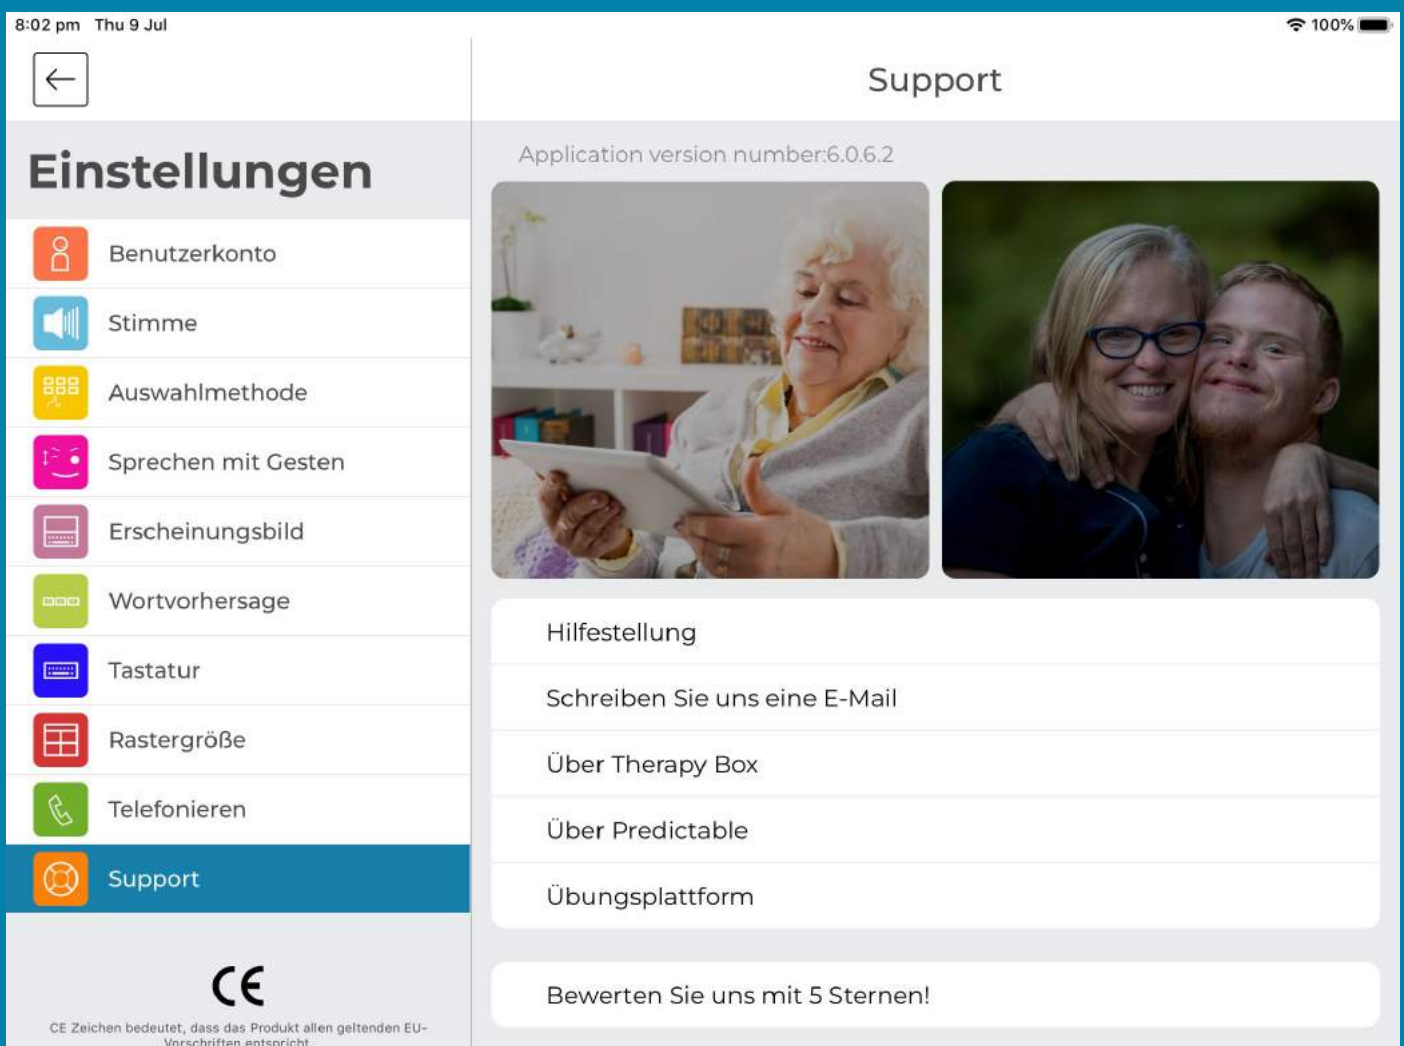 8:02 pm Thu 9 Jul
100%
Support
Einstellungen
Benutzerkonto
Stimme
Auswahlmethode
Sprechen mit Gesten
Erscheinungsbild
Wortvorhersage
Tastatur
Rastergröße
Telefonieren
Support
CE
CE Zeichen bedeutet, dass das Produkt allen geltenden EU-
Vorschriften entspricht
Application version number:6.0.6.2
Hilfestellung
Schreiben Sie uns eine E-Mail
Über Therapy Box
Über Predictable
Übungsplattform
Bewerten Sie uns mit 5 Sternen!